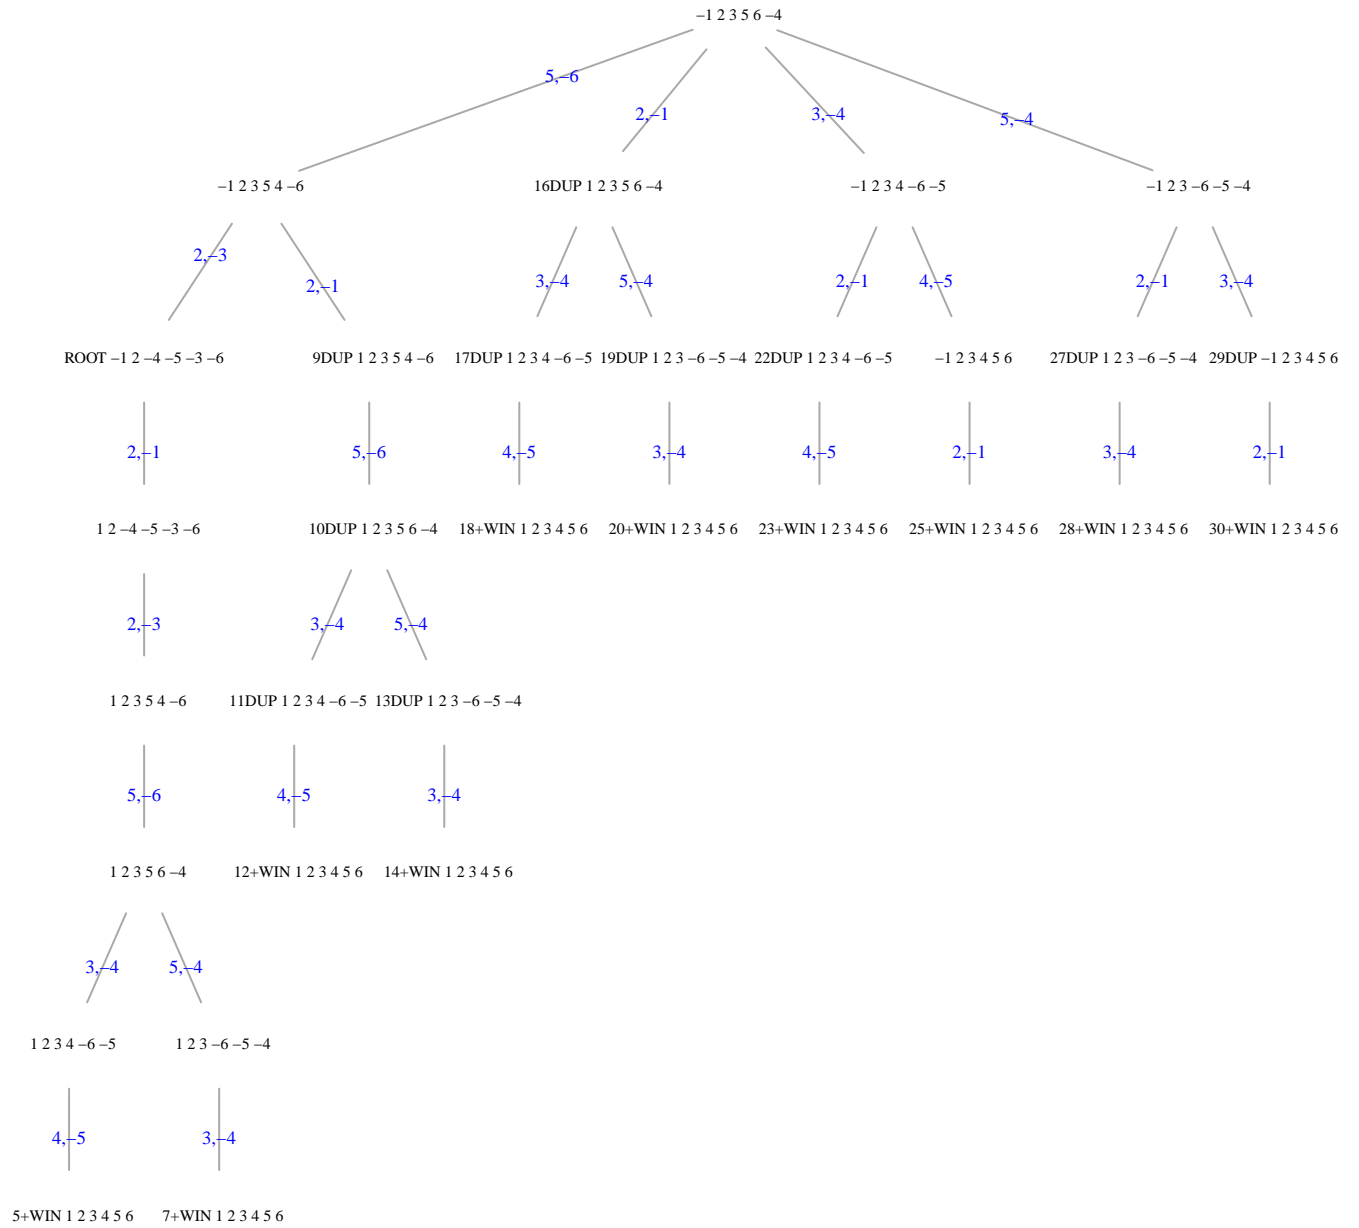 –1 2 3 5 6 –4
5,–6
2,–1
3,–4
5,–4
–1 2 3 5 4 –6
16DUP 1 2 3 5 6 –4
–1 2 3 4 –6 –5
–1 2 3 –6 –5 –4
2,–3
2,–1
3,–4
5,–4
2,–1
4,–5
2,–1
3,–4
ROOT –1 2 –4 –5 –3 –6
9DUP 1 2 3 5 4 –6
17DUP 1 2 3 4 –6 –5
19DUP 1 2 3 –6 –5 –4
22DUP 1 2 3 4 –6 –5
–1 2 3 4 5 6
27DUP 1 2 3 –6 –5 –4
29DUP –1 2 3 4 5 6
2,–1
5,–6
4,–5
3,–4
4,–5
2,–1
3,–4
2,–1
1 2 –4 –5 –3 –6
10DUP 1 2 3 5 6 –4
18+WIN 1 2 3 4 5 6
20+WIN 1 2 3 4 5 6
23+WIN 1 2 3 4 5 6
25+WIN 1 2 3 4 5 6
28+WIN 1 2 3 4 5 6
30+WIN 1 2 3 4 5 6
2,–3
3,–4
5,–4
1 2 3 5 4 –6
11DUP 1 2 3 4 –6 –5
13DUP 1 2 3 –6 –5 –4
5,–6
4,–5
3,–4
1 2 3 5 6 –4
12+WIN 1 2 3 4 5 6
14+WIN 1 2 3 4 5 6
3,–4
5,–4
1 2 3 4 –6 –5
1 2 3 –6 –5 –4
4,–5
3,–4
5+WIN 1 2 3 4 5 6
7+WIN 1 2 3 4 5 6